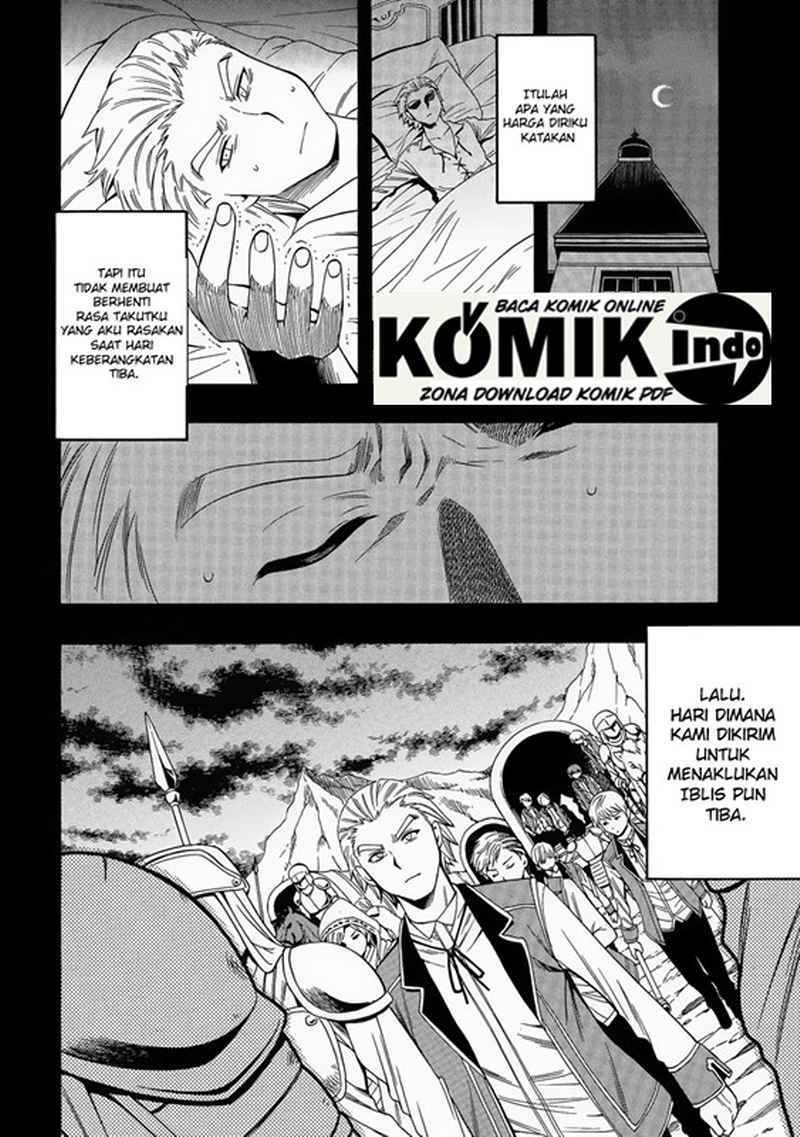 ITULAH
APA YANG
HARGA DIRIKU
KATAKAN
TAPI ITU
TIDAK MEMBUAT
BERHENTI
RASA TAKUTKU
YANG AKU RASAKAN
SAAT HARI
KEBERANGKATAN
TIBA.
BACA KOMIK ONLINE
KOMIK indo
ZONA DOWNLOAD KOMIK PDF
LALU.
HARI DIMANA
KAMI DIKIRIM
UNTUK
MENAKLUKAN
IBLIS PUN
TIBA.